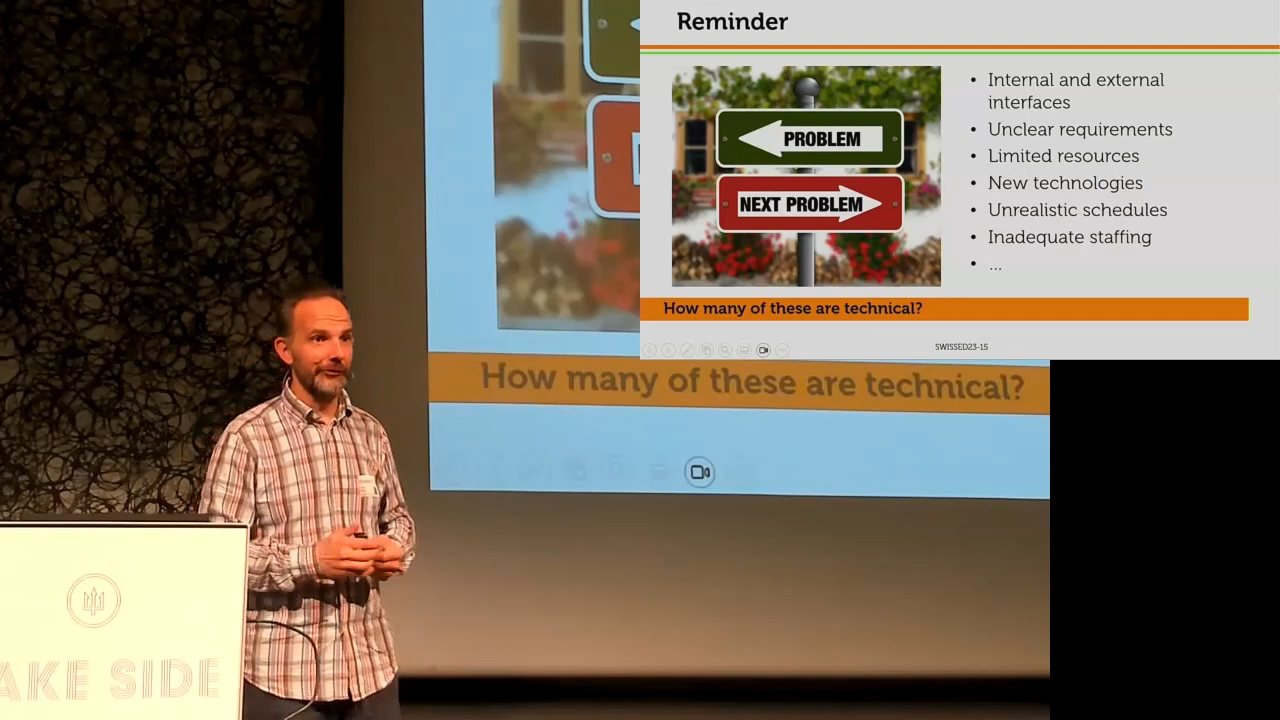 Reminder
PROBLEM
NEXT PROBLEM
• Internal and external
interfaces
• Unclear requirements
• Limited resources
• New technologies
• Unrealistic schedules
• Inadequate staffing
• ...
How many of these are technical?
SWISSED23-15
How many of these are technical?
AKE SIDE